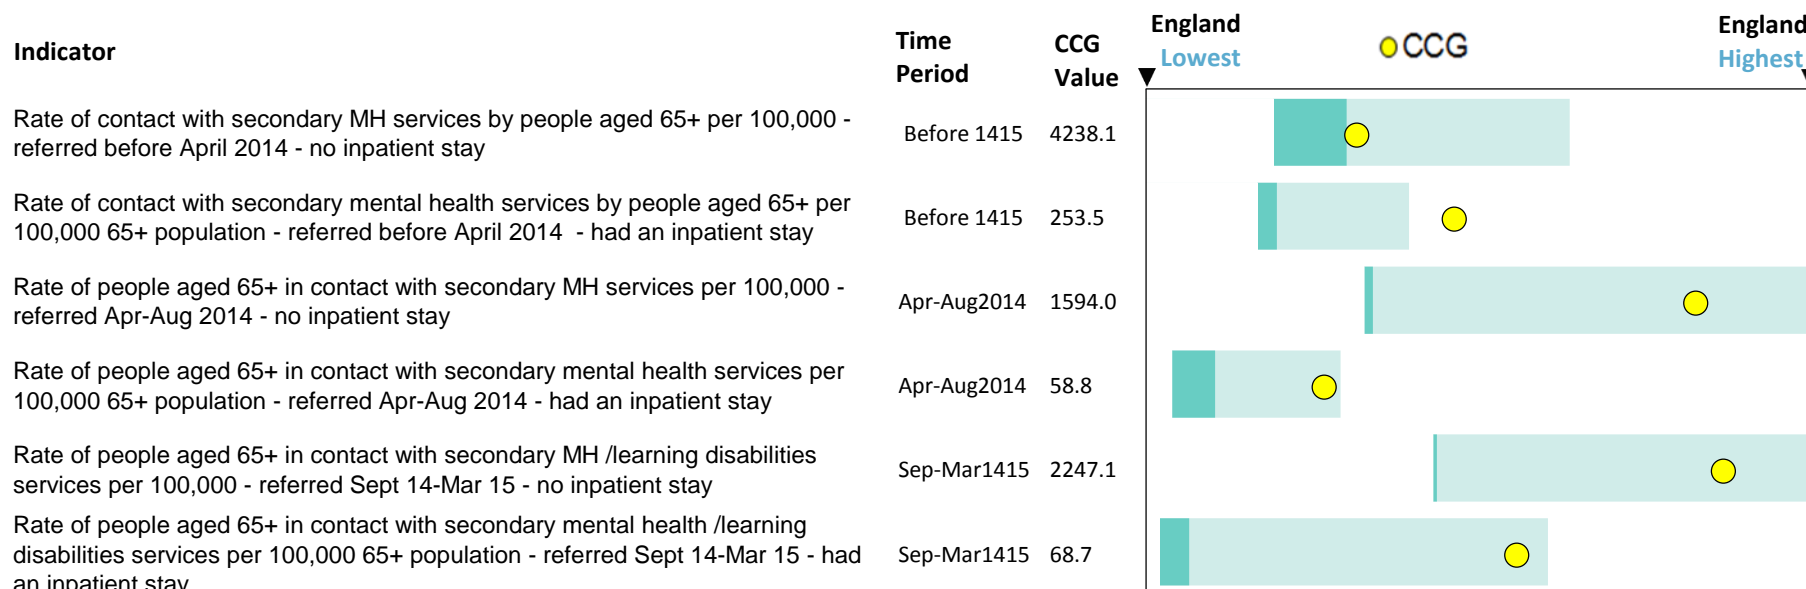 Indicator
Time Period
CCG Value
England Lowest
CCG
England Highest
Rate of contact with secondary MH services by people aged 65+ per 100,000 -
referred before April 2014 - no inpatient stay
Before 1415 4238.1
Rate of contact with secondary mental health services by people aged 65+ per
100,000 65+ population - referred before April 2014 - had an inpatient stay
Before 1415 253.5
Rate of people aged 65+ in contact with secondary MH services per 100,000 -
referred Apr-Aug 2014 - no inpatient stay
Apr-Aug2014 1594.0
Rate of people aged 65+ in contact with secondary mental health services per
100,000 65+ population - referred Apr-Aug 2014 - had an inpatient stay
Apr-Aug2014 58.8
Rate of people aged 65+ in contact with secondary MH /learning disabilities
services per 100,000 - referred Sept 14-Mar 15 - no inpatient stay
Sep-Mar1415 2247.1
Rate of people aged 65+ in contact with secondary mental health /learning
disabilities services per 100,000 65+ population - referred Sept 14-Mar 15 - had
an inpatient stay
Sep-Mar1415 68.7